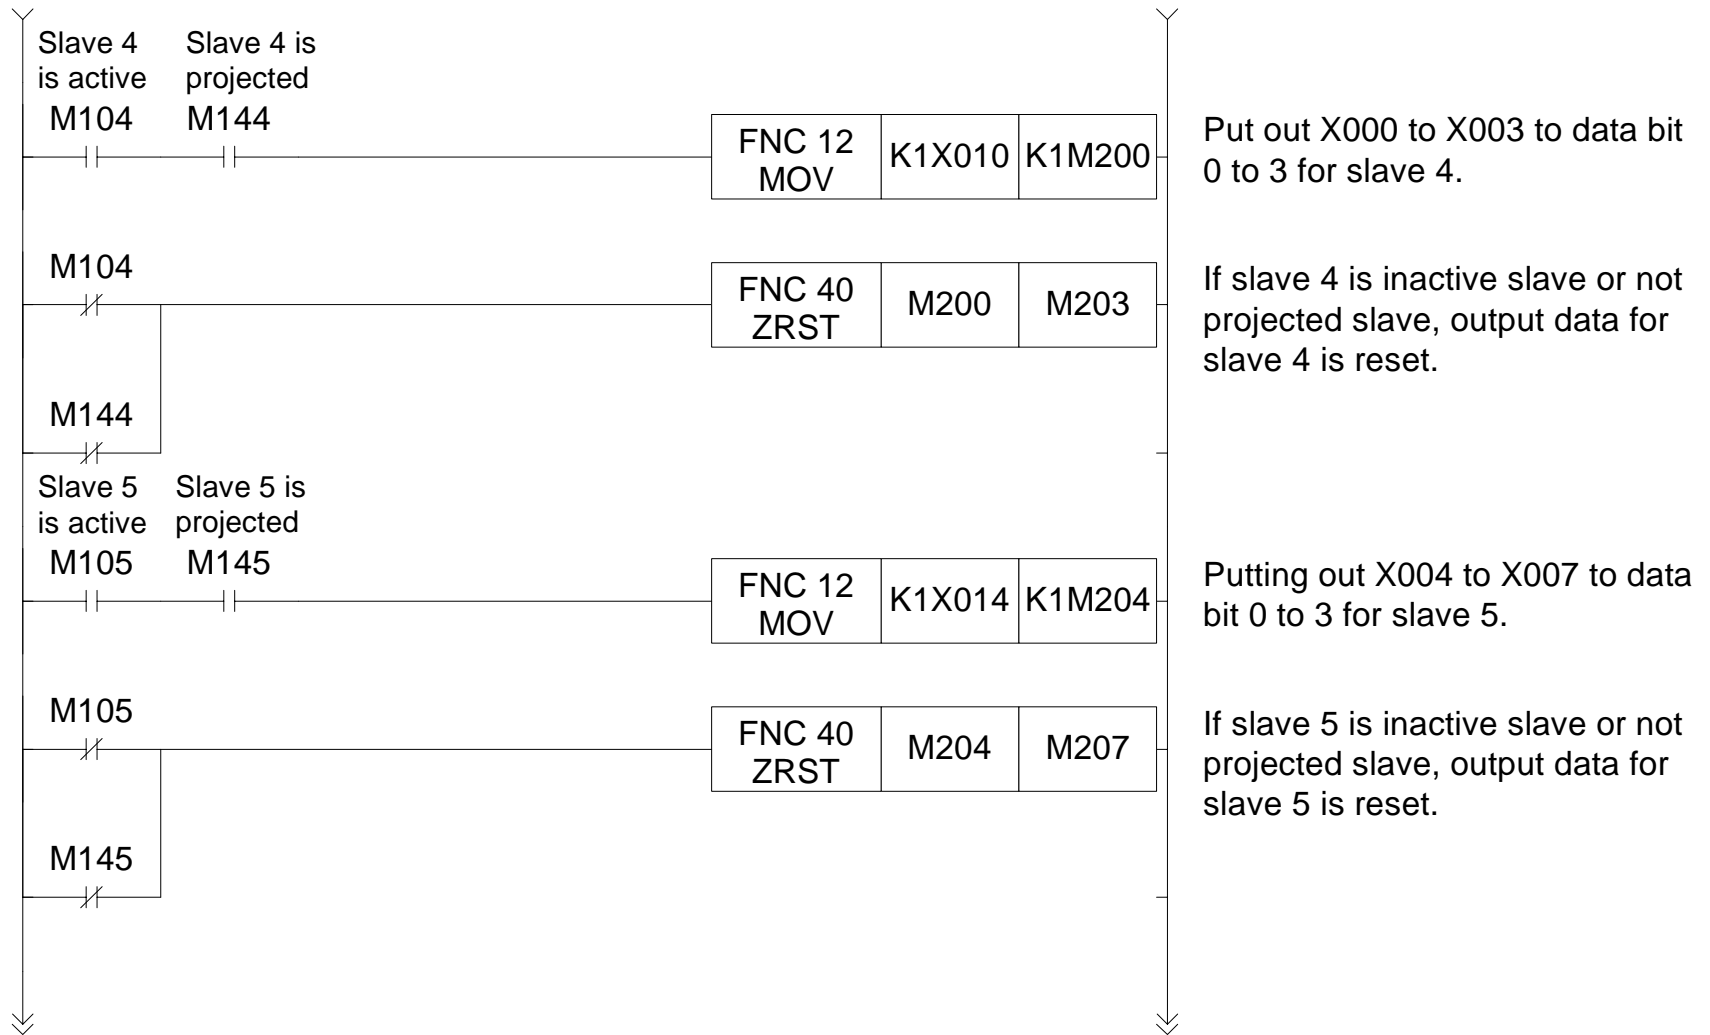 Slave 4
is active
Slave 4 is
projected
M104
M144
FNC 12
MOV
K1X010
K1M200
Put out X000 to X003 to data bit
0 to 3 for slave 4.
M104
FNC 40
ZRST
M200
M203
If slave 4 is inactive slave or not
projected slave, output data for
slave 4 is reset.
M144
Slave 5
is active
Slave 5 is
projected
M105
M145
FNC 12
MOV
K1X014
K1M204
Putting out X004 to X007 to data
bit 0 to 3 for slave 5.
M105
FNC 40
ZRST
M204
M207
If slave 5 is inactive slave or not
projected slave, output data for
slave 5 is reset.
M145